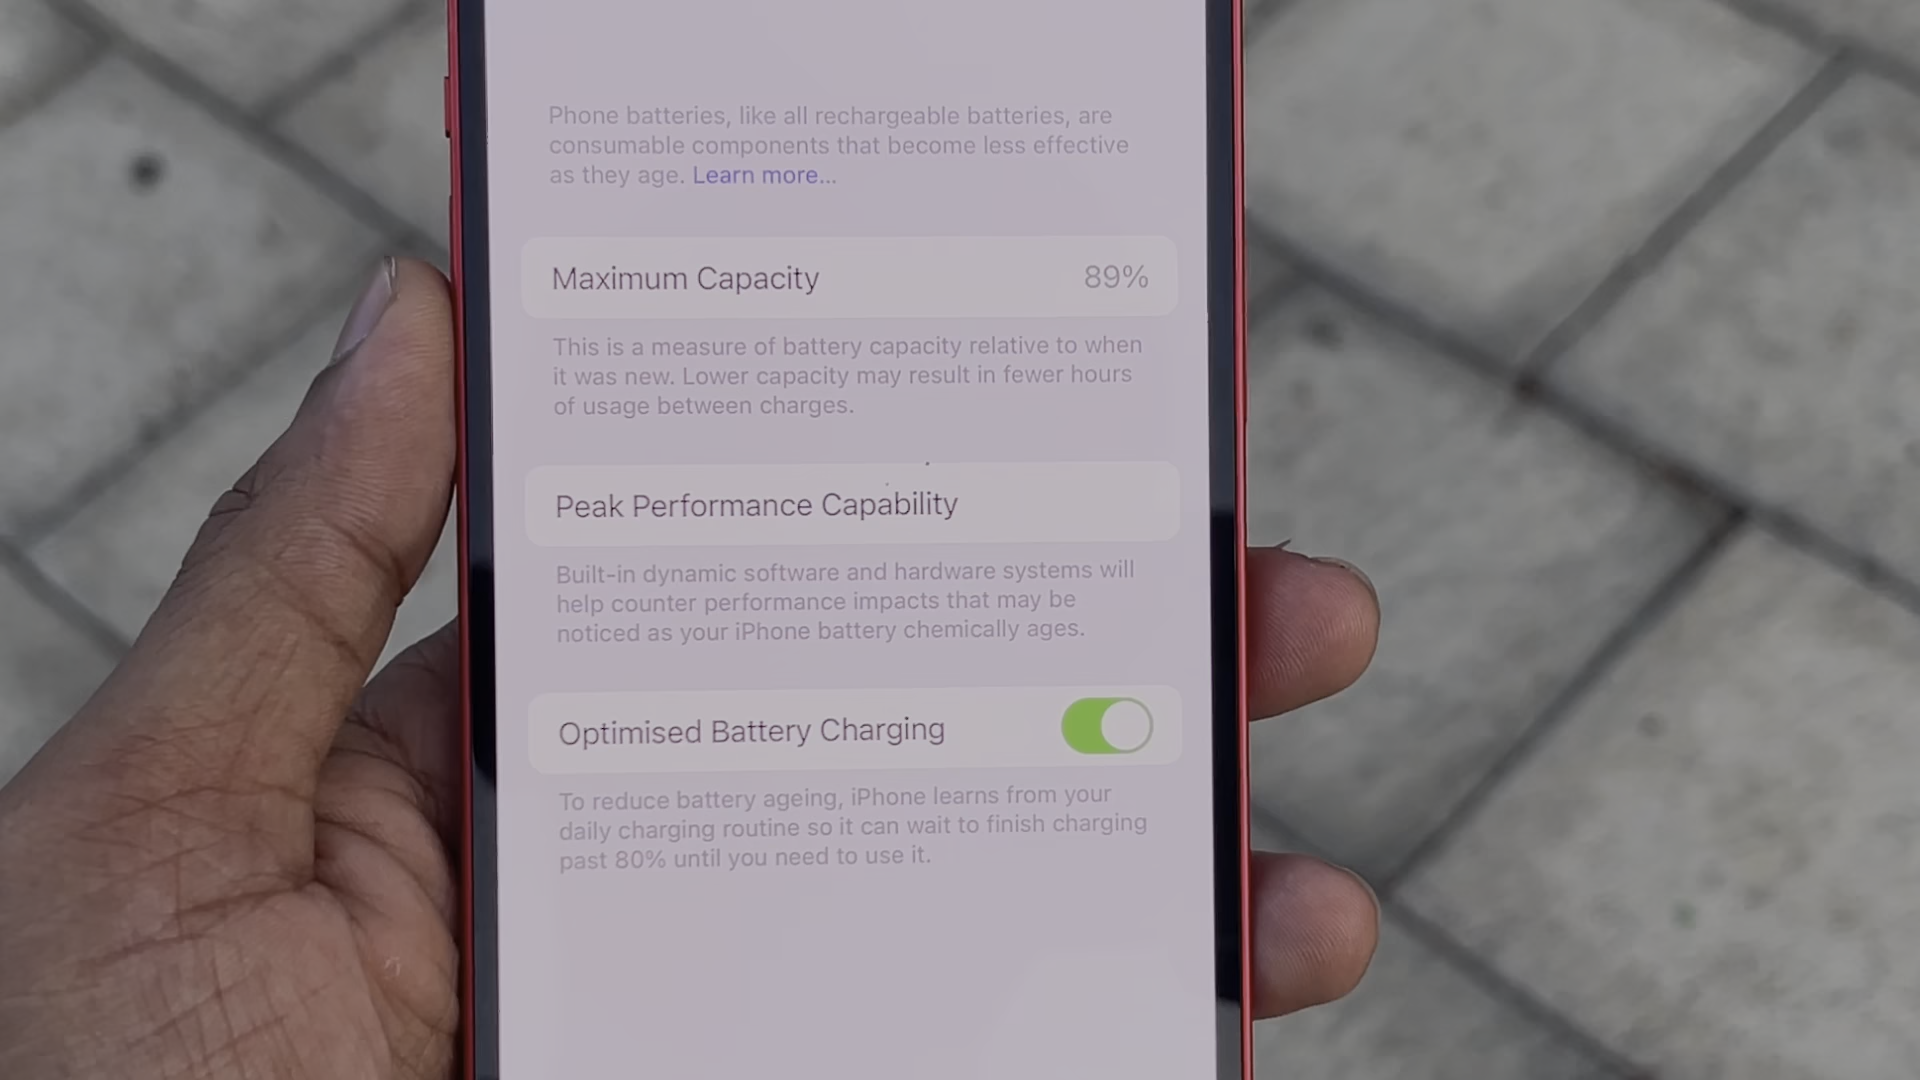 Phone batteries, like all rechargeable batteries, are
consumable components that become less effective
as they age. Learn more...
Maximum Capacity 89%
This is a measure of battery capacity relative to when
it was new. Lower capacity may result in fewer hours
of usage between charges.
Peak Performance Capability
Built-in dynamic software and hardware systems will
help counter performance impacts that may be
noticed as your iPhone battery chemically ages.
Optimised Battery Charging
To reduce battery ageing, iPhone learns from your
daily charging routine so it can wait to finish charging
past 80% until you need to use it.